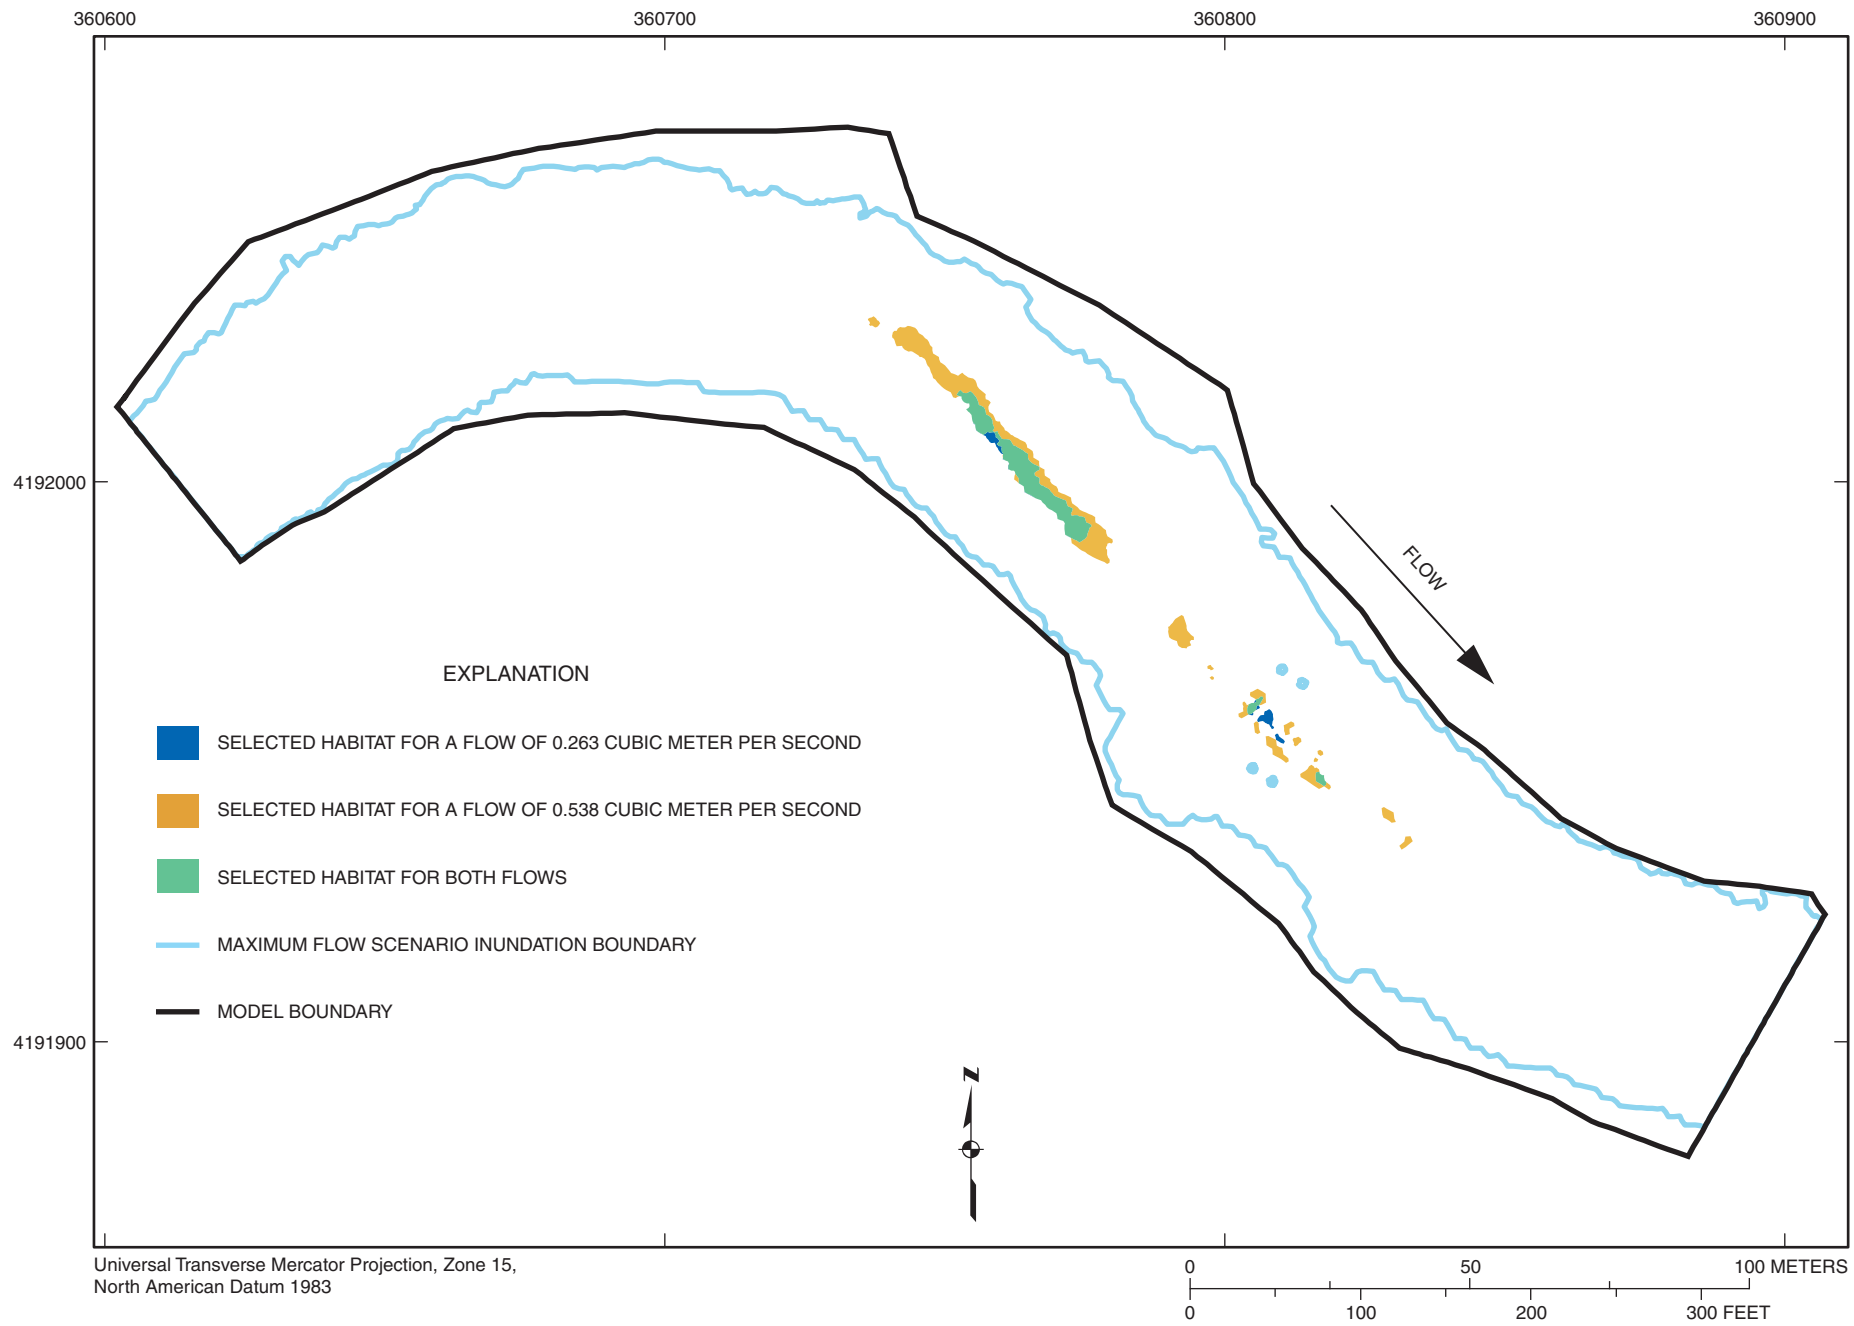 360600 360700 360800 360900
4192000
FLOW
EXPLANATION
SELECTED HABITAT FOR A FLOW OF 0.263 CUBIC METER PER SECOND
SELECTED HABITAT FOR A FLOW OF 0.538 CUBIC METER PER SECOND
SELECTED HABITAT FOR BOTH FLOWS
MAXIMUM FLOW SCENARIO INUNDATION BOUNDARY
MODEL BOUNDARY
4191900
N
Universal Transverse Mercator Projection, Zone 15,
North American Datum 1983
0 50 100 METERS
0 100 200 300 FEET